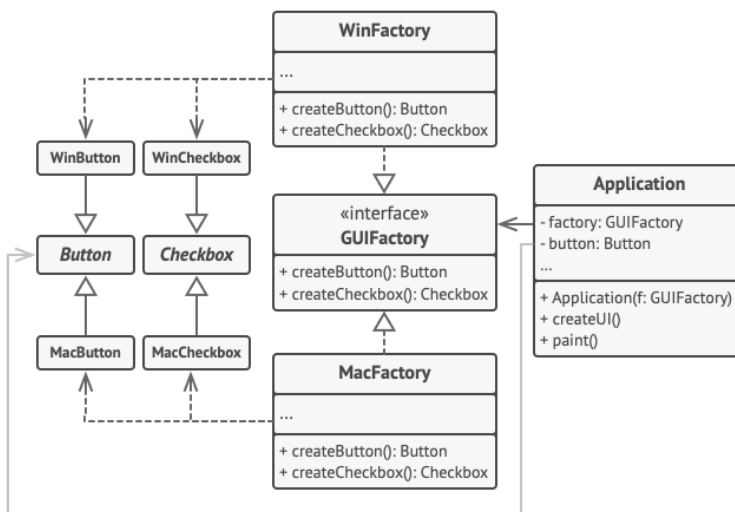 WinFactory
...
+ createButton(): Button
+ createCheckbox(): Checkbox
WinButton
WinCheckbox
Button
Checkbox
MacButton
MacCheckbox
«interface»
GUIFactory
+ createButton(): Button
+ createCheckbox(): Checkbox
MacFactory
...
+ createButton(): Button
+ createCheckbox(): Checkbox
Application
- factory: GUIFactory
- button: Button
...
+ Application(f: GUIFactory)
+ createUI()
+ paint()